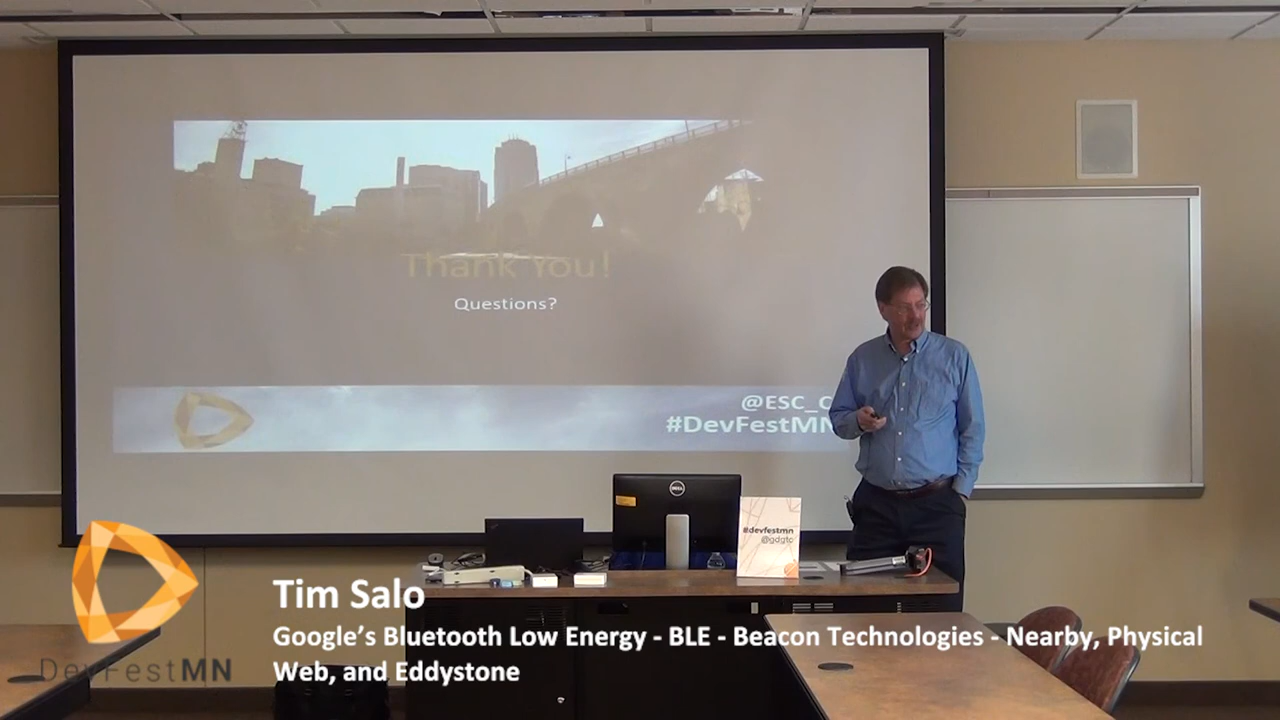 Thank You!
Questions?
@ESC_C
#DevFestMN
DELL
#devfestmn
@gdgtc
Tim Salo
Google's Bluetooth Low Energy - BLE - Beacon Technologies - Nearby, Physical
Web, and Eddystone
DevFestMN